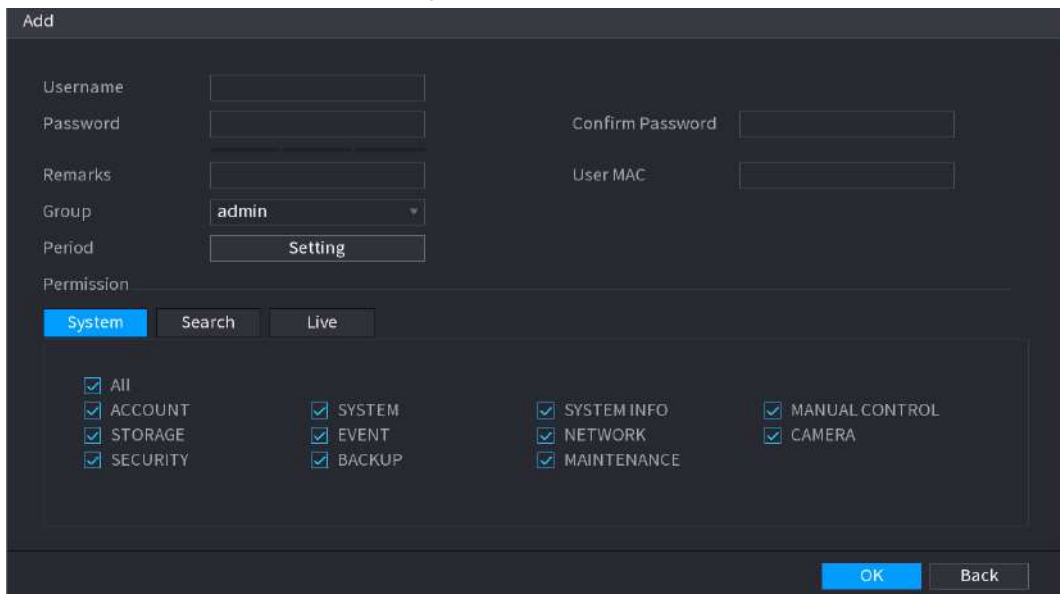 Add
Username
Password Confirm Password
Remarks User MAC
Group admin
Period Setting
Permission
System Search Live
All
ACCOUNT SYSTEM SYSTEM INFO MANUAL CONTROL
STORAGE EVENT NETWORK CAMERA
SECURITY BACKUP MAINTENANCE
OK Back